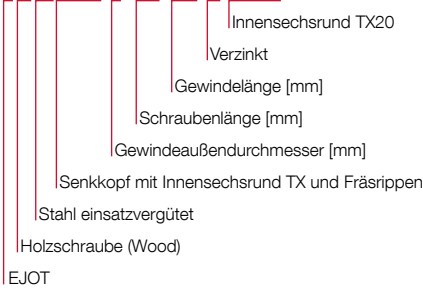 Innensechsrund TX20
Verzinkt
Gewindelänge [mm]
Schraubenlänge [mm]
Gewindeaußendurchmesser [mm]
Senkkopf mit Innensechsrund TX und Fräsrippen
Stahl einsatzvergütet
Holzschraube (Wood)
EJOT